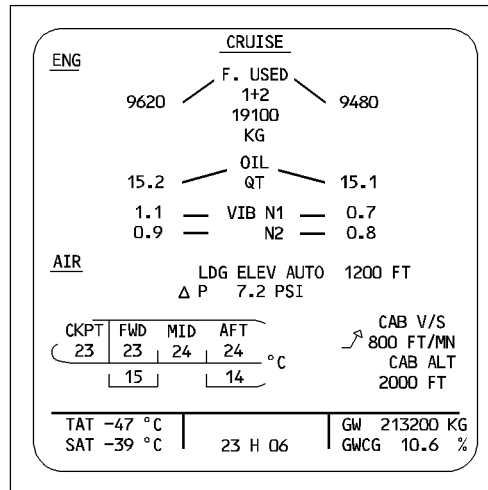 CRUISE
ENG
F. USED
9620 1+2 9480
19100
KG
OIL
15.2 QT 15.1
1.1 VIB N1 0.7
0.9 N2 0.8
AIR
LDG ELEV AUTO 1200 FT
Δ P 7.2 PSI
CKPT FWD MID AFT
23 23 24 24 °C
15 14
CAB V/S
800 FT/MN
CAB ALT
2000 FT
TAT -47 °C
SAT -39 °C
23 H 06
GW 213200 KG
GWCG 10.6 %